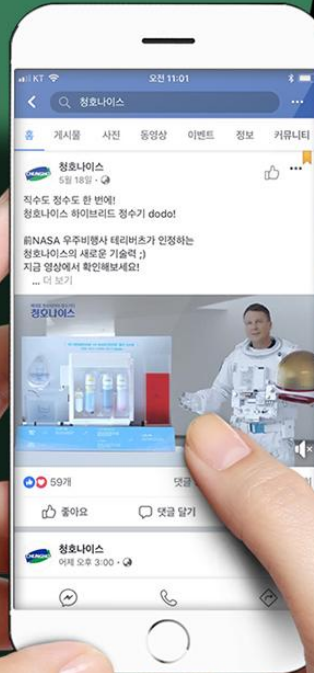 KT 오전 11:01
청호나이스
홈 게시물 사진 동영상 이벤트 정보 커뮤니티
CHUNGHO 청호나이스
5월 18일
직수도 정수도 한 번에!
청호나이스 하이브리드 정수기 dodo!
前NASA 우주비행사 테리버츠가 인정하는
청호나이스의 새로운 기술력 ;)
지금 영상에서 확인해보세요!
... 더 보기
청호나이스
59개 댓글
좋아요 댓글 달기
CHUNGHO 청호나이스
어제 오후 3:00